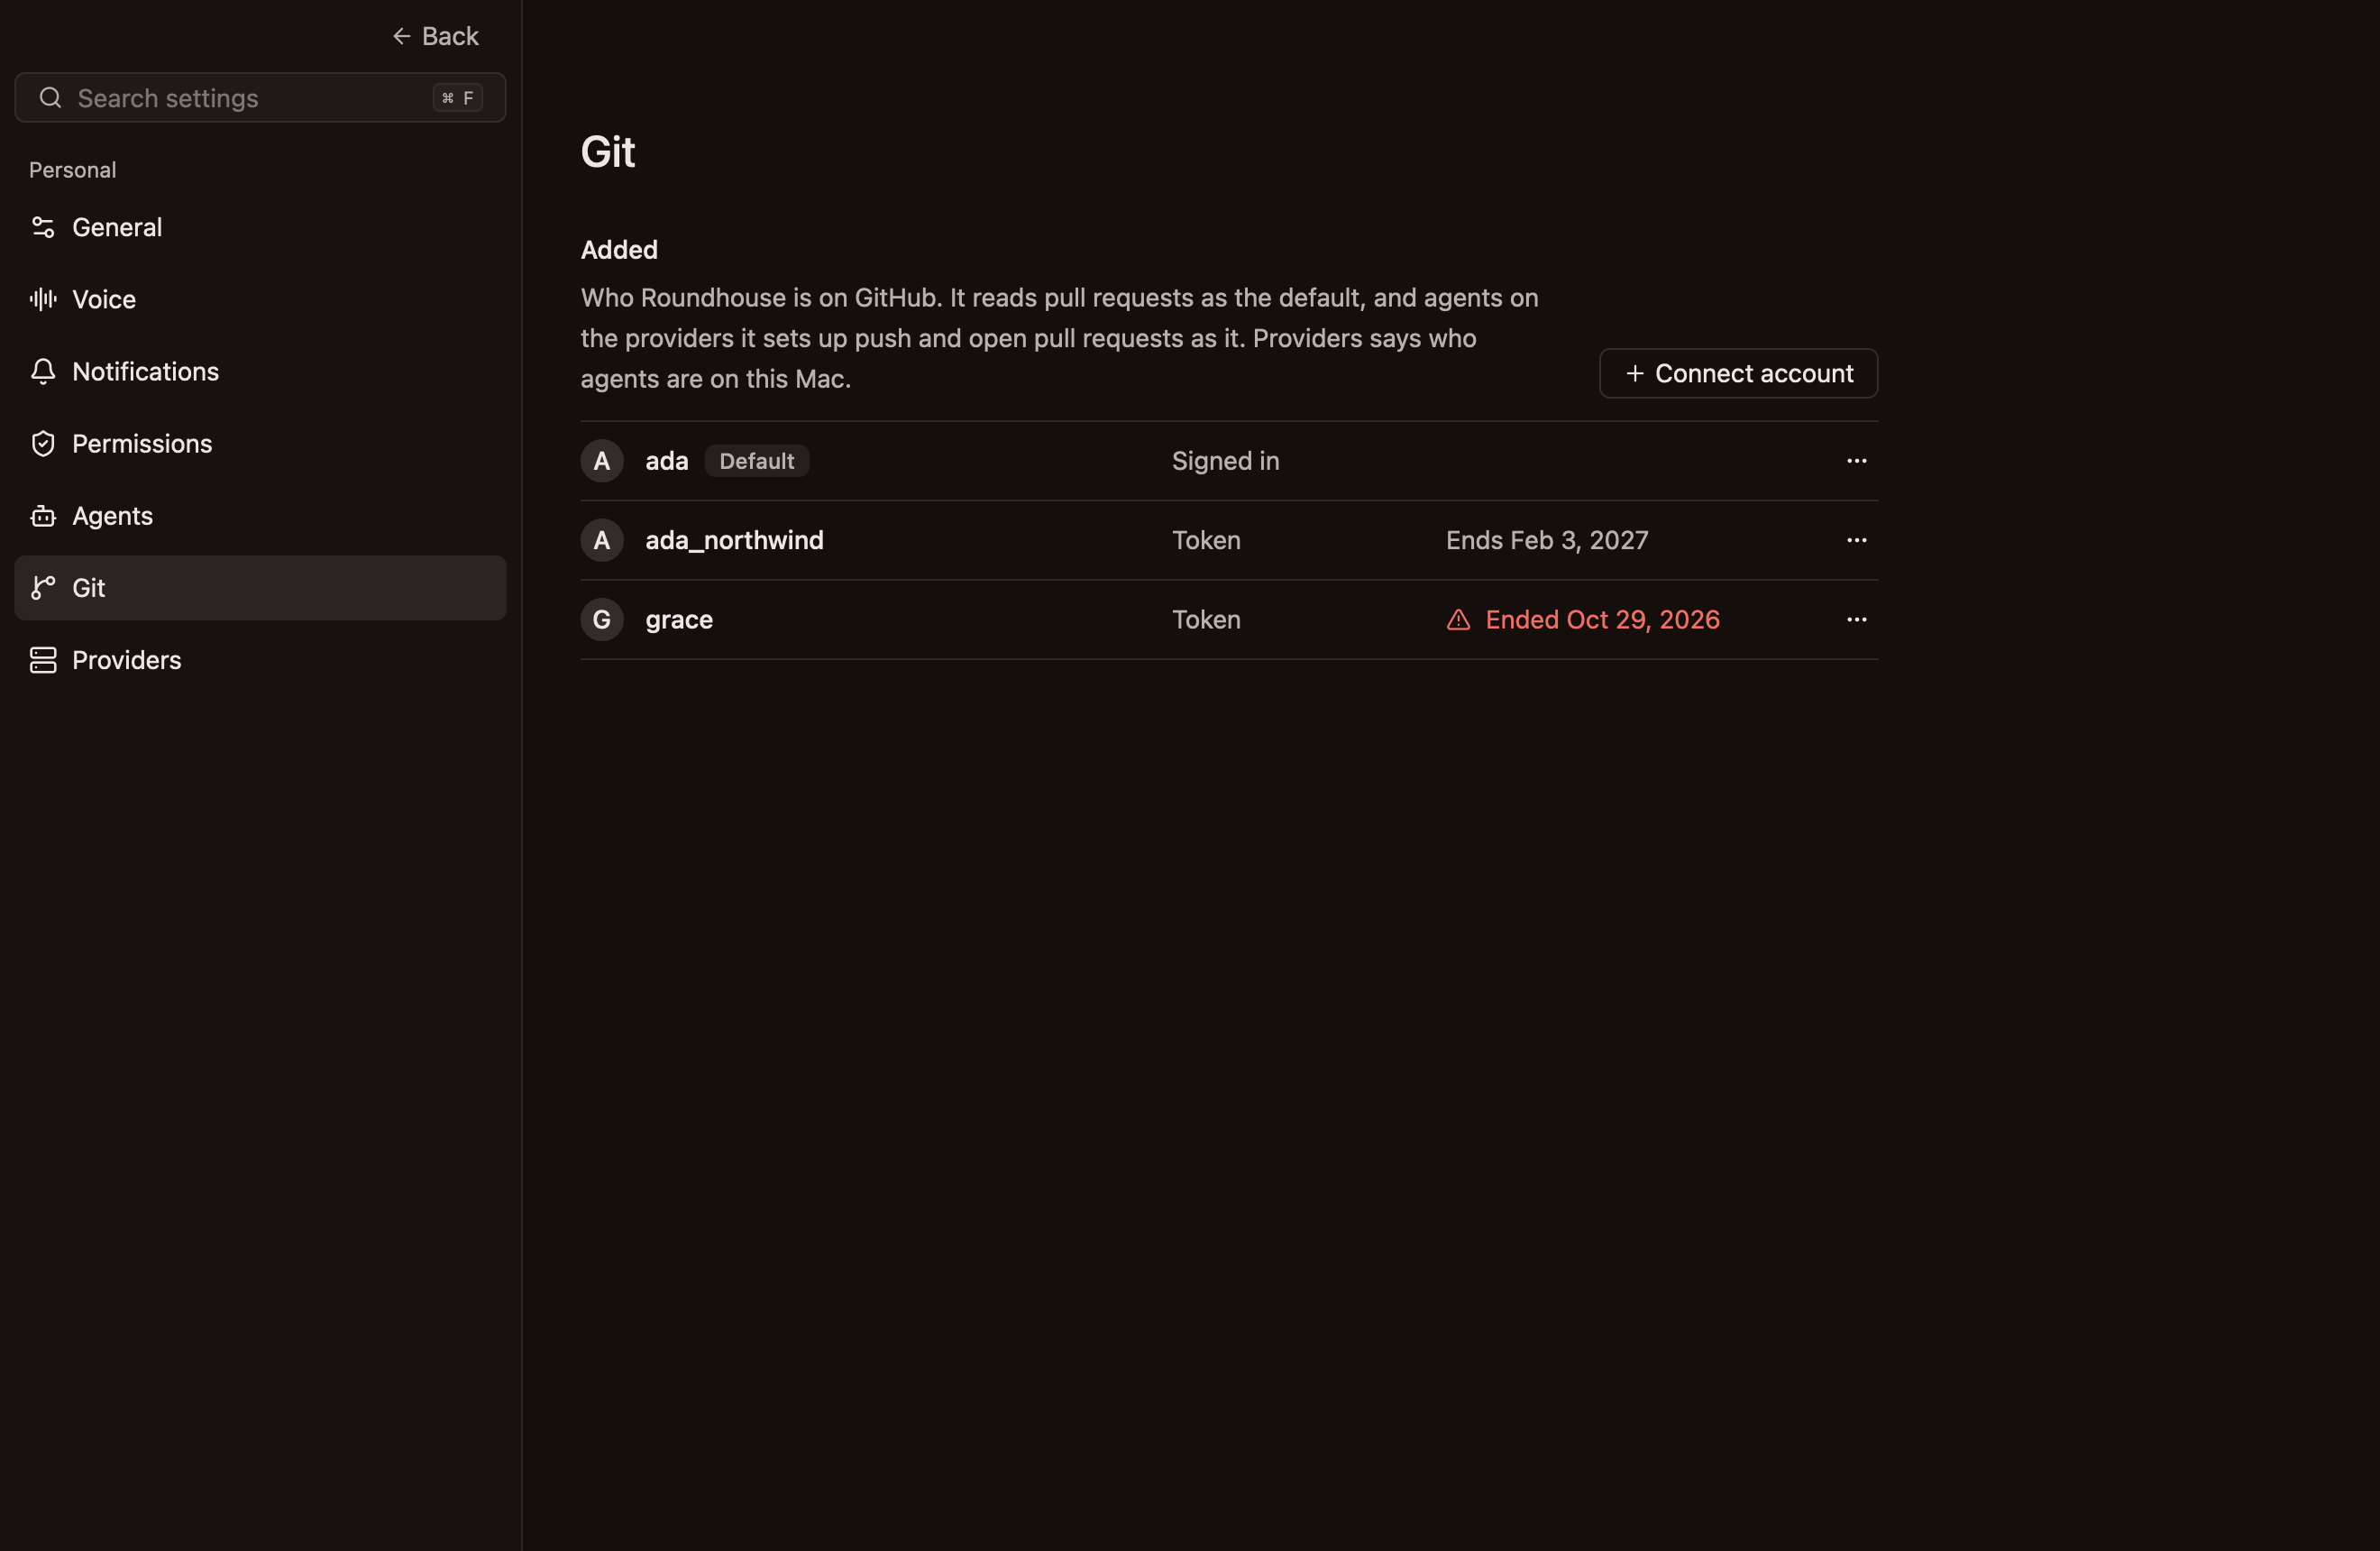 Back
Search settings
⌘ F
Personal
General
Voice
Notifications
Permissions
Agents
Git
Providers
Git
Added
Who Roundhouse is on GitHub. It reads pull requests as the default, and agents on
the providers it sets up push and open pull requests as it. Providers says who
agents are on this Mac.
Connect account
A ada Default Signed in
A ada_northwind Token Ends Feb 3, 2027
G grace Token Ended Oct 29, 2026